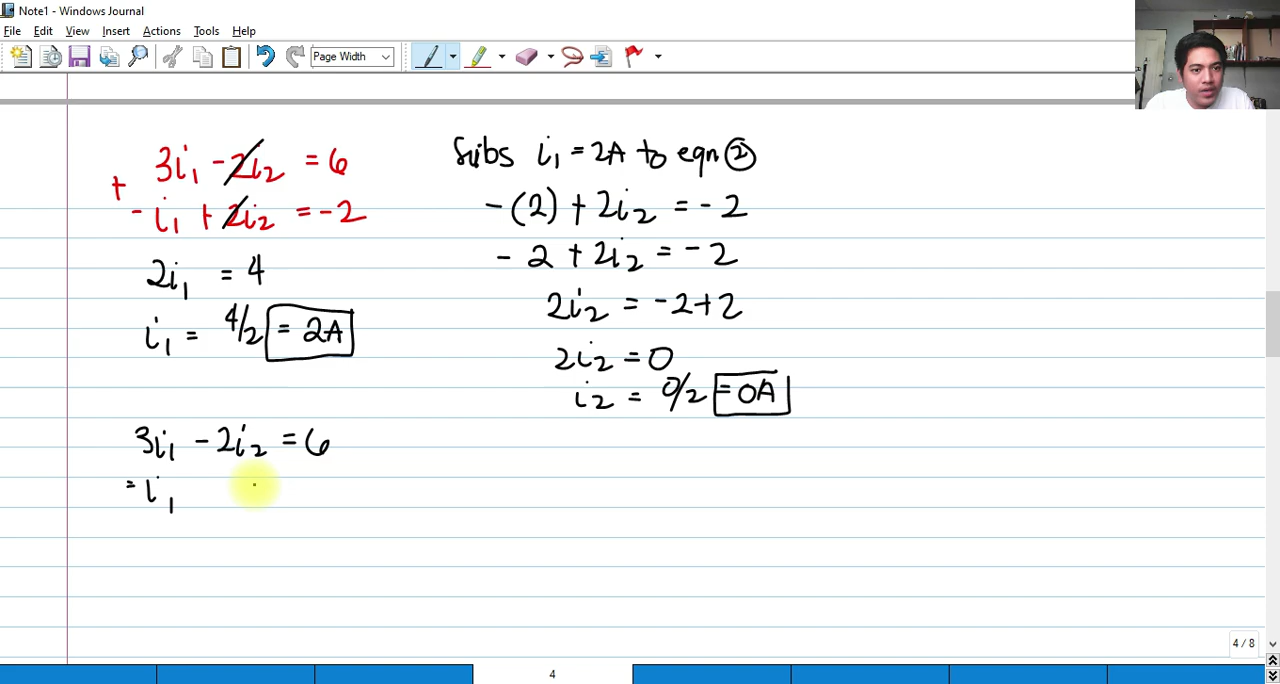 Note1 - Windows Journal
File Edit View Insert Actions Tools Help
Page Width
3i₁ - 2i₂ = 6
+
- i₁ + 2i₂ = -2
2i₁ = 4
i₁ = 4/2 = 2A
3i₁ - 2i₂ = 6
= i₁
Subs i₁ = 2A to eqn ②
- (2) + 2i₂ = - 2
- 2 + 2i₂ = - 2
2i₂ = -2+2
2i₂ = 0
i₂ = 0/2 = 0A
4 / 8
4